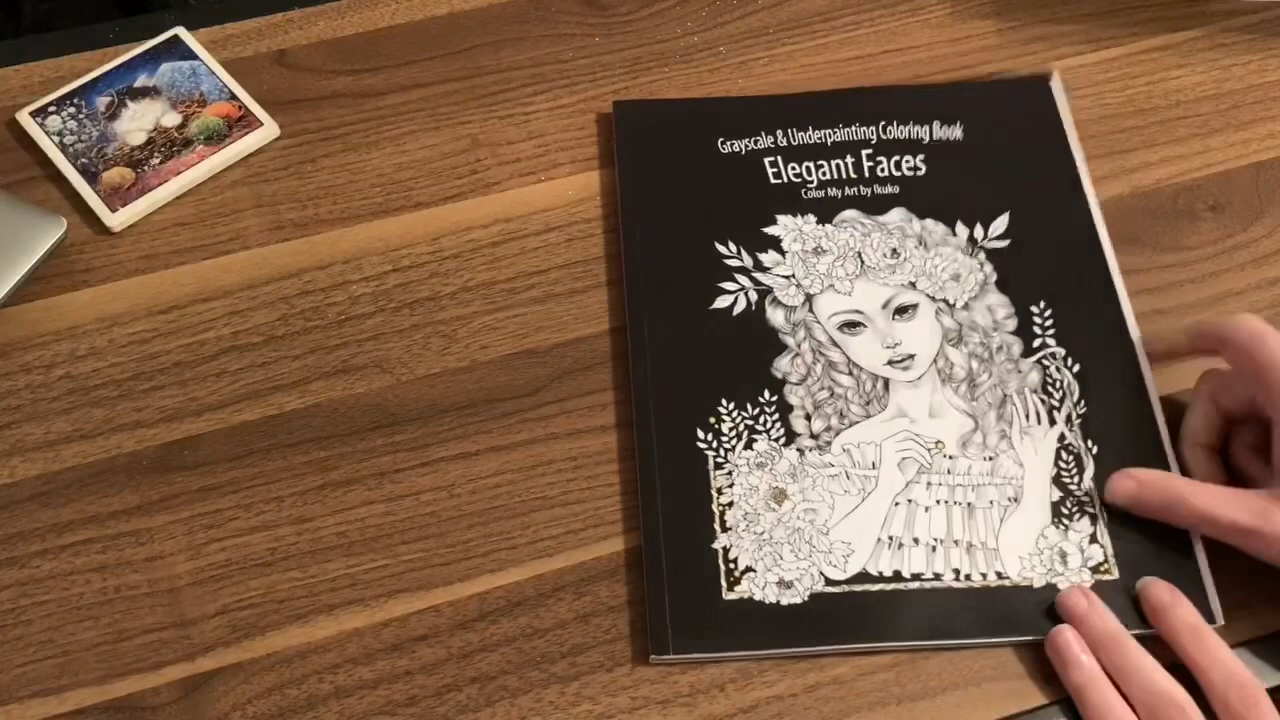 Grayscale & Underpainting Coloring Book
Elegant Faces
Color My Art by Ikuko